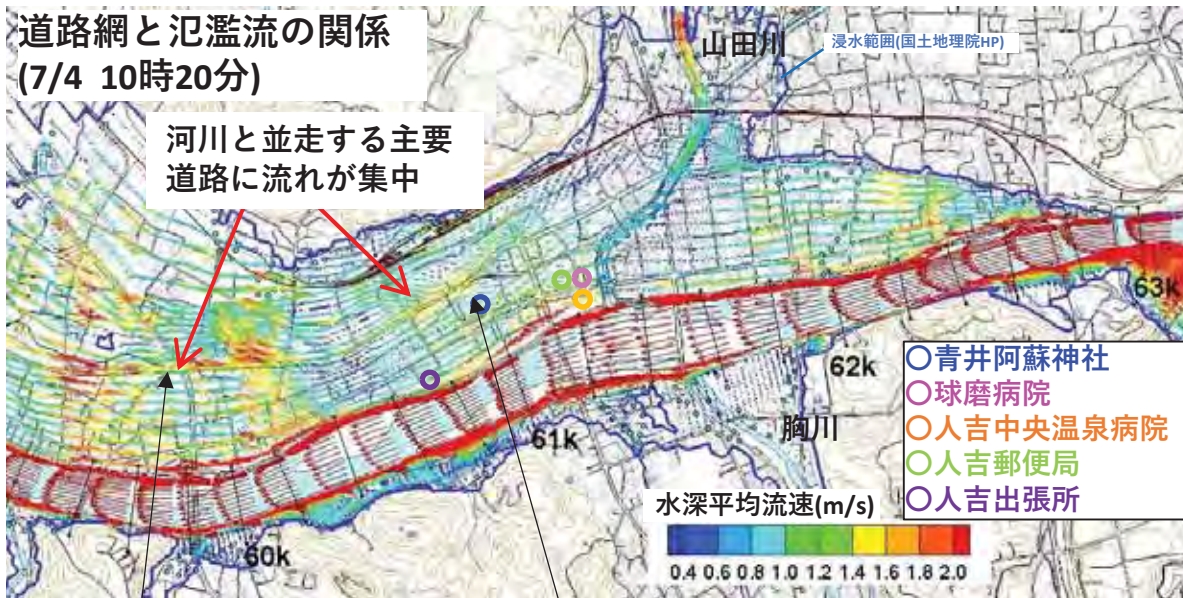 道路網と氾濫流の関係
(7/4 10時20分)
山田川
浸水範囲(国土地理院HP)
河川と並走する主要
道路に流れが集中
63k
62k
61k
60k
胸川
○青井阿蘇神社
○球磨病院
○人吉中央温泉病院
○人吉郵便局
○人吉出張所
水深平均流速(m/s)
0.4 0.6 0.8 1.0 1.2 1.4 1.6 1.8 2.0